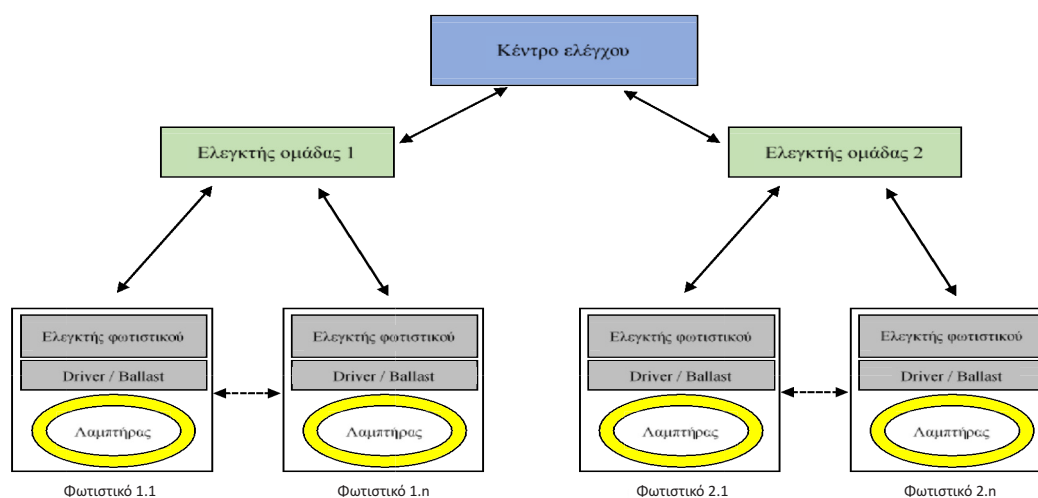 Κέντρο ελέγχου
Ελεγκτής ομάδας 1
Ελεγκτής ομάδας 2
Ελεγκτής φωτιστικού
Ελεγκτής φωτιστικού
Ελεγκτής φωτιστικού
Ελεγκτής φωτιστικού
Driver / Ballast
Driver / Ballast
Driver / Ballast
Driver / Ballast
Λαμπτήρας
Λαμπτήρας
Λαμπτήρας
Λαμπτήρας
Φωτιστικό 1.1
Φωτιστικό 1.n
Φωτιστικό 2.1
Φωτιστικό 2.n